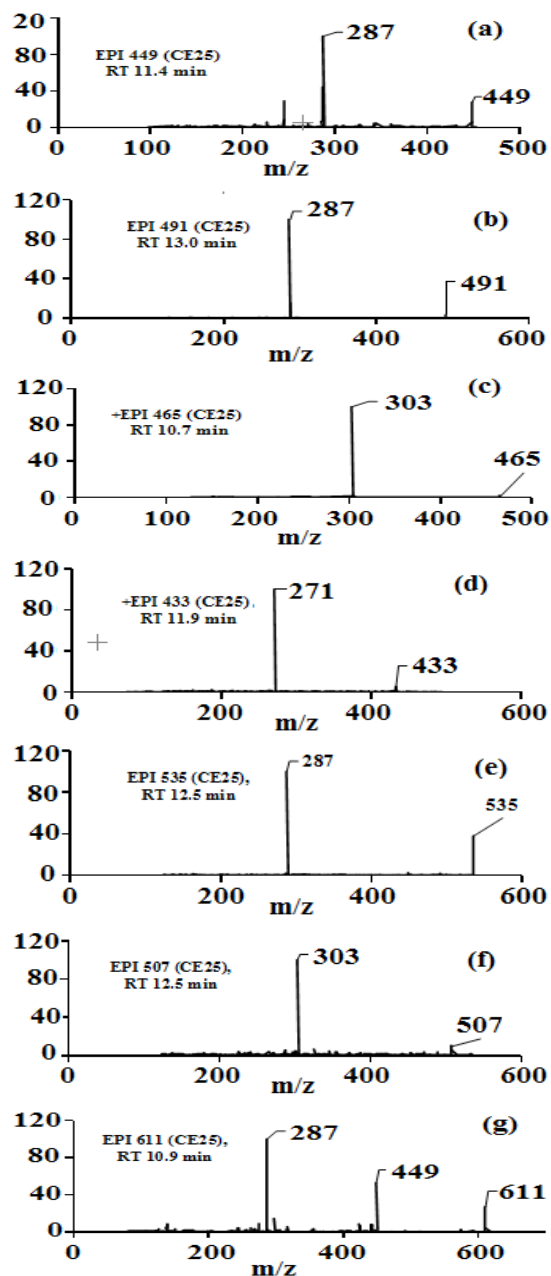 20
80
40
0
EPI 449 (CE25)
RT 11.4 min
287
(a)
449
0 100 200 300 400 500
m/z
120
80
40
0
EPI 491 (CE25)
RT 13.0 min
287
(b)
491
0 200 400 600
m/z
120
80
40
0
+EPI 465 (CE25)
RT 10.7 min
303
(c)
465
0 100 200 300 400 500
m/z
120
80
40
0
+EPI 433 (CE25),
RT 11.9 min
271
(d)
433
0 200 400 600
m/z
120
80
40
0
EPI 535 (CE25),
RT 12.5 min
287
(e)
535
0 200 400 600
m/z
120
80
40
0
EPI 507 (CE25),
RT 12.5 min
303
(f)
507
0 200 400 600
m/z
120
80
40
0
EPI 611 (CE25),
RT 10.9 min
287
(g)
449
611
0 200 400 600
m/z